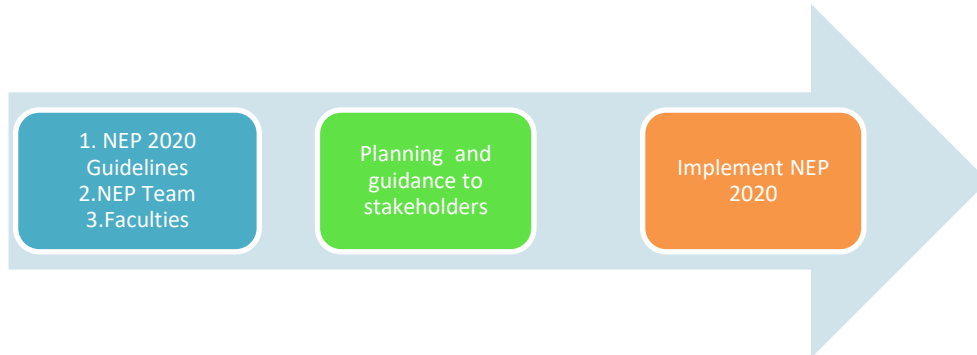 1. NEP 2020
Guidelines
2.NEP Team
3.Faculties
Planning  and
guidance to
stakeholders
Implement NEP
2020